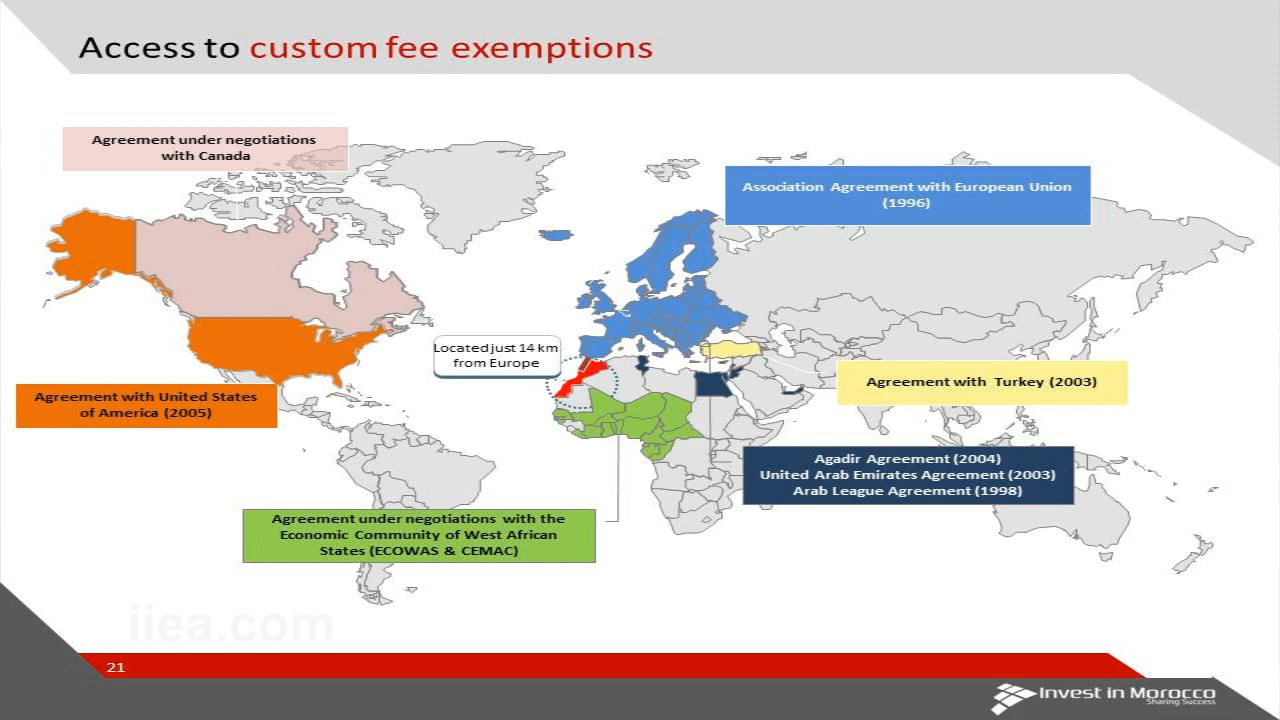 Access to custom fee exemptions
Agreement under negotiations
with Canada
Association Agreement with European Union
(1996)
Located just 14 km
from Europe
Agreement with Turkey (2003)
Agreement with United States
of America (2005)
Agadir Agreement (2004)
United Arab Emirates Agreement (2003)
Arab League Agreement (1998)
Agreement under negotiations with the
Economic Community of West African
States (ECOWAS & CEMAC)
iiea.com
21
Invest in Morocco
Sharing Success